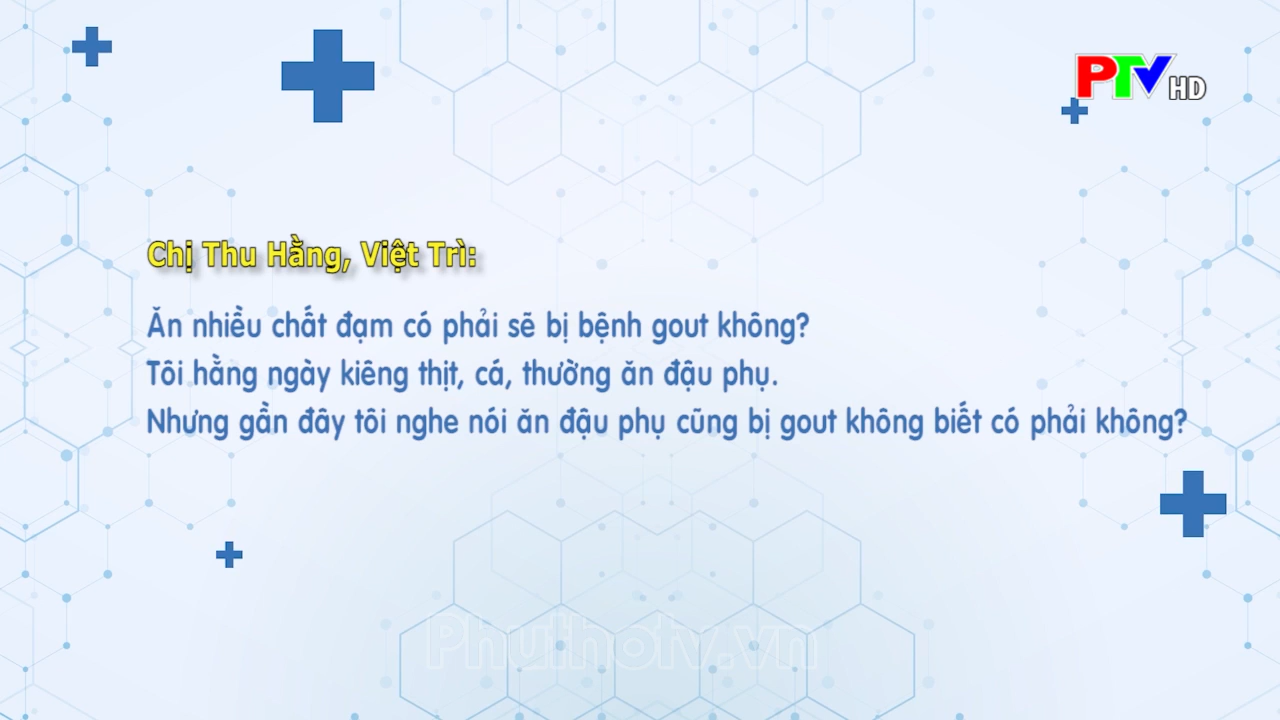 PTV HD
Chị Thu Hằng, Việt Trì:
Ăn nhiều chất đạm có phải sẽ bị bệnh gout không?
Tôi hằng ngày kiêng thịt, cá, thường ăn đậu phụ.
Nhưng gần đây tôi nghe nói ăn đậu phụ cũng bị gout không biết có phải không?
Phuthotv.vn